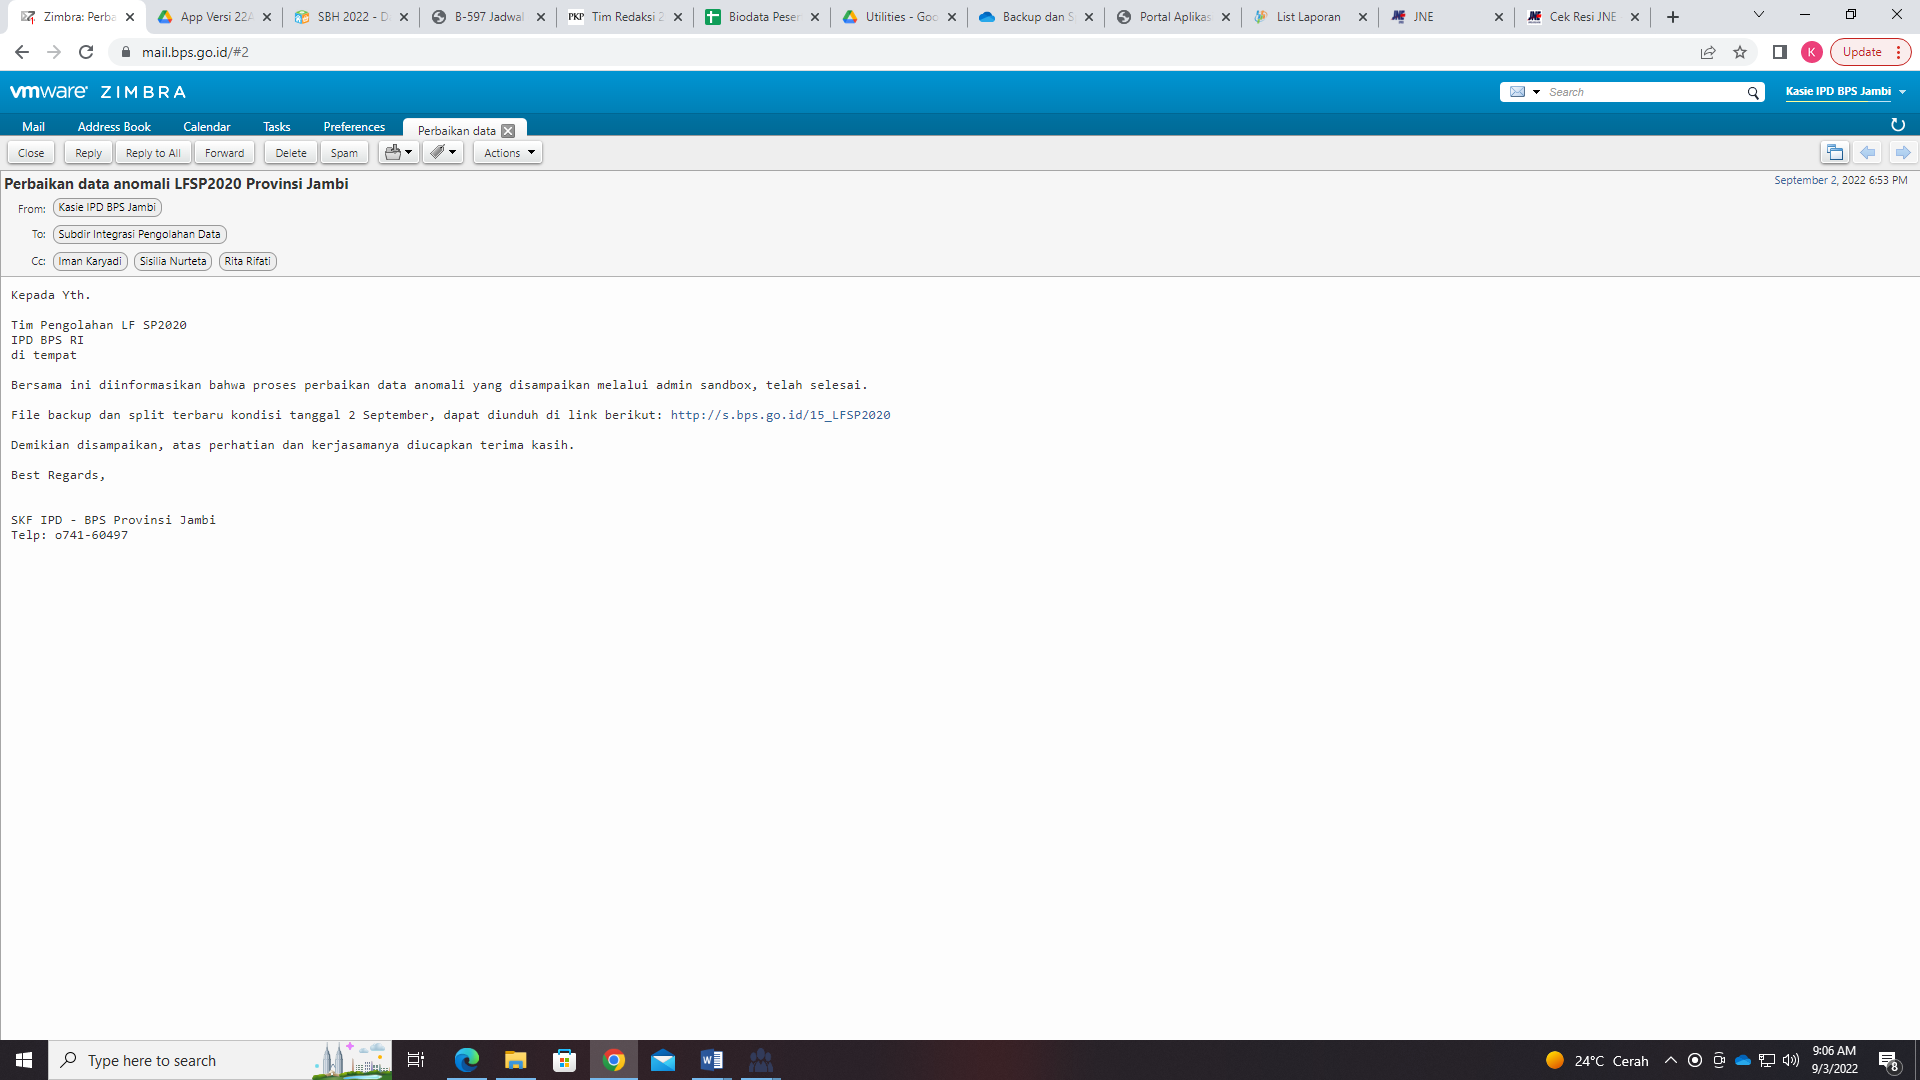 Zimbra: Perba
App Versi 22A
SBH 2022 - D
B-597 Jadwal
PKP Tim Redaksi 2
Biodata Peser
Utilities - Goo
Backup dan S
Portal Aplikas
List Laporan
JNE
Cek Resi JNE
mail.bps.go.id/#2
K
Update
vmware ZIMBRA
Search
Kasie IPD BPS Jambi
Mail Address Book Calendar Tasks Preferences Perbaikan data
Close Reply Reply to All Forward Delete Spam Actions
Perbaikan data anomali LFSP2020 Provinsi Jambi
September 2, 2022 6:53 PM
From: Kasie IPD BPS Jambi
To: Subdir Integrasi Pengolahan Data
Cc: Iman Karyadi Sisilia Nurteta Rita Rifati
Kepada Yth.
Tim Pengolahan LF SP2020
IPD BPS RI
di tempat
Bersama ini diinformasikan bahwa proses perbaikan data anomali yang disampaikan melalui admin sandbox, telah selesai.
File backup dan split terbaru kondisi tanggal 2 September, dapat diunduh di link berikut: http://s.bps.go.id/15_LFSP2020
Demikian disampaikan, atas perhatian dan kerjasamanya diucapkan terima kasih.
Best Regards,
SKF IPD - BPS Provinsi Jambi
Telp: o741-60497
Type here to search
24°C Cerah
9:06 AM
9/3/2022
8